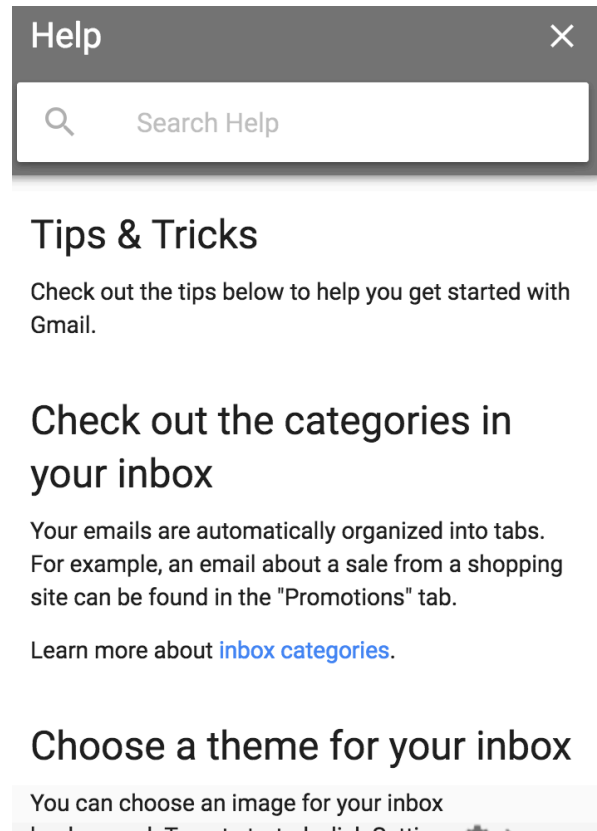 Help
Search Help
Tips & Tricks
Check out the tips below to help you get started with
Gmail.
Check out the categories in
your inbox
Your emails are automatically organized into tabs.
For example, an email about a sale from a shopping
site can be found in the "Promotions" tab.
Learn more about inbox categories.
Choose a theme for your inbox
You can choose an image for your inbox